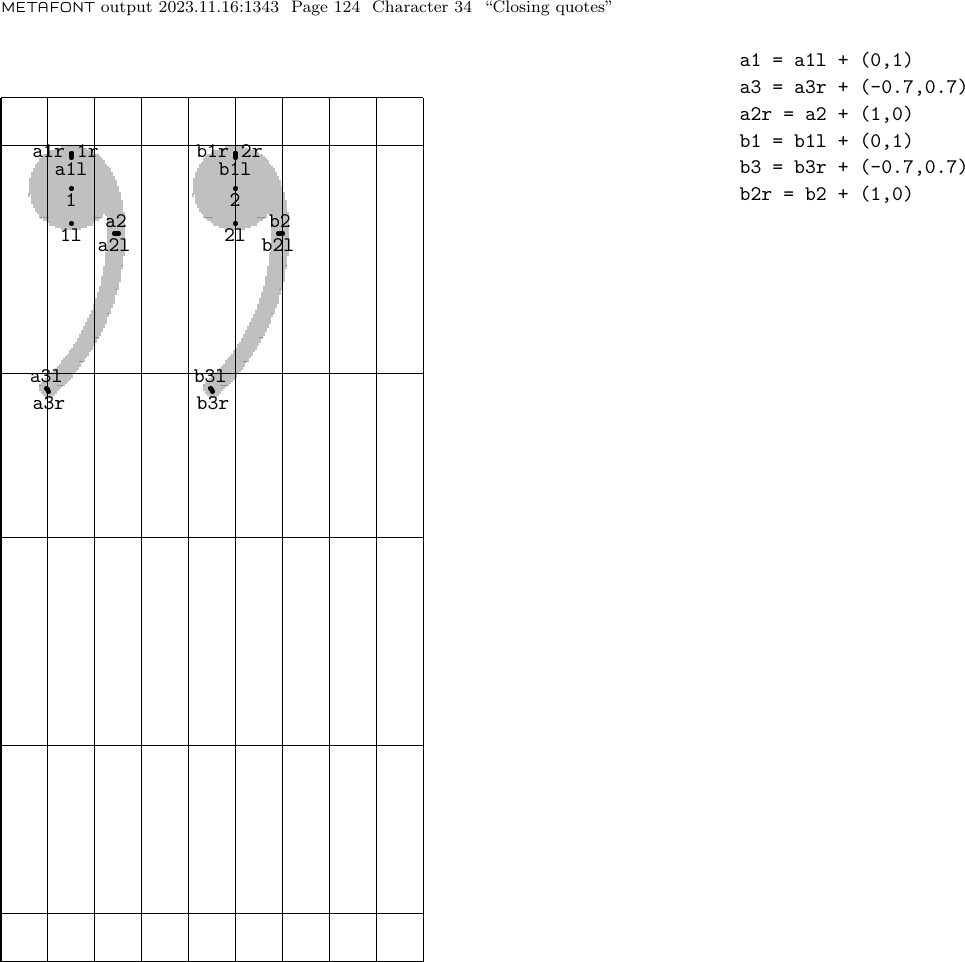 METAFONT output 2023.11.16:1343 Page 124 Character 34 “Closing quotes”
a1 = a1l + (0,1)
a3 = a3r + (-0.7,0.7)
a2r = a2 + (1,0)
b1 = b1l + (0,1)
b3 = b3r + (-0.7,0.7)
b2r = b2 + (1,0)
a1r 1r b1r 2r
a1l b1l
1 2
a2 b2
1l 2l
a2l b2l
a3l b3l
a3r b3r